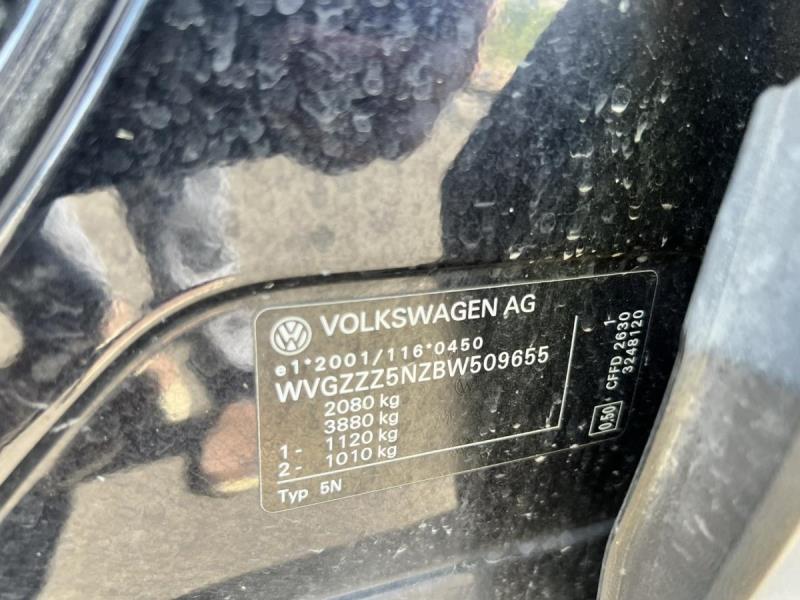 VOLKSWAGEN AG
e1*2001/116*0450
WVGZZZ5NZBW509655
2080 kg
3880 kg
1- 1120 kg
2- 1010 kg
Typ 5N
1-
CFFD 2630
3248120
0,50